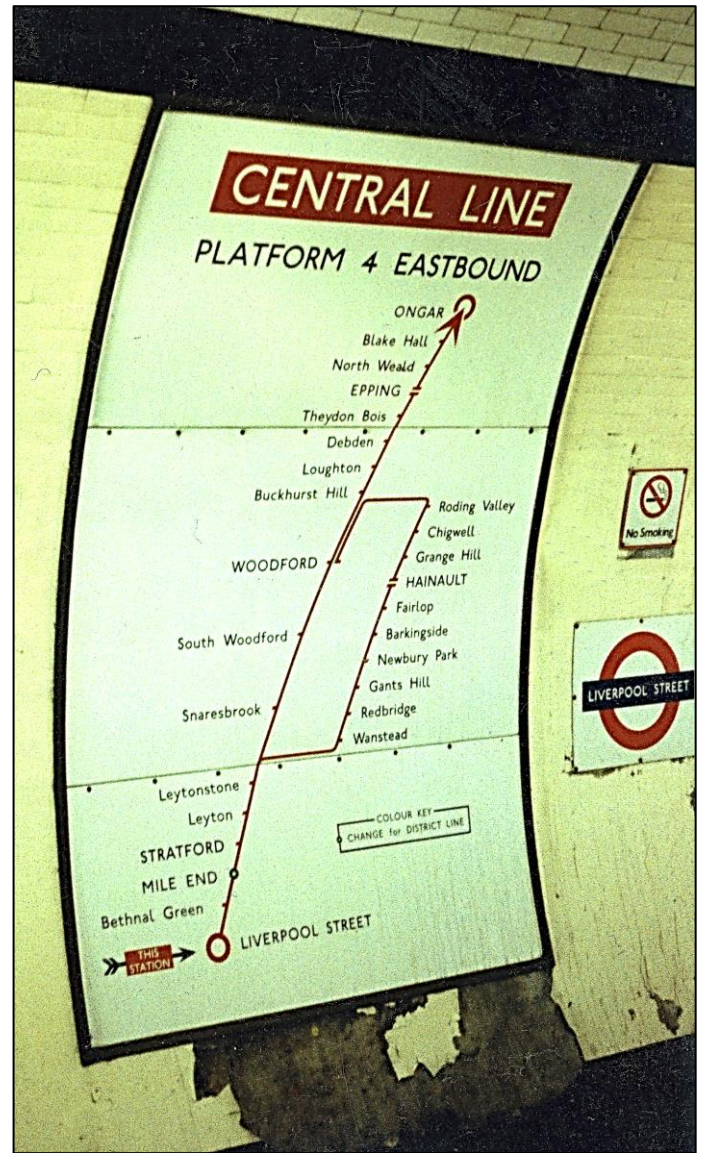 CENTRAL LINE
PLATFORM 4 EASTBOUND
ONGAR
Blake Hall
North Weald
EPPING
Theydon Bois
Debden
Loughton
Buckhurst Hill
Roding Valley
Chigwell
WOODFORD
Grange Hill
HAINAULT
Fairlop
South Woodford
Barkingside
Newbury Park
Gants Hill
Snaresbrook
Redbridge
Wanstead
Leytonstone
Leyton
STRATFORD
MILE END
Bethnal Green
LIVERPOOL STREET
THIS
STATION
COLOUR KEY
CHANGE for DISTRICT LINE
No Smoking
LIVERPOOL STREET